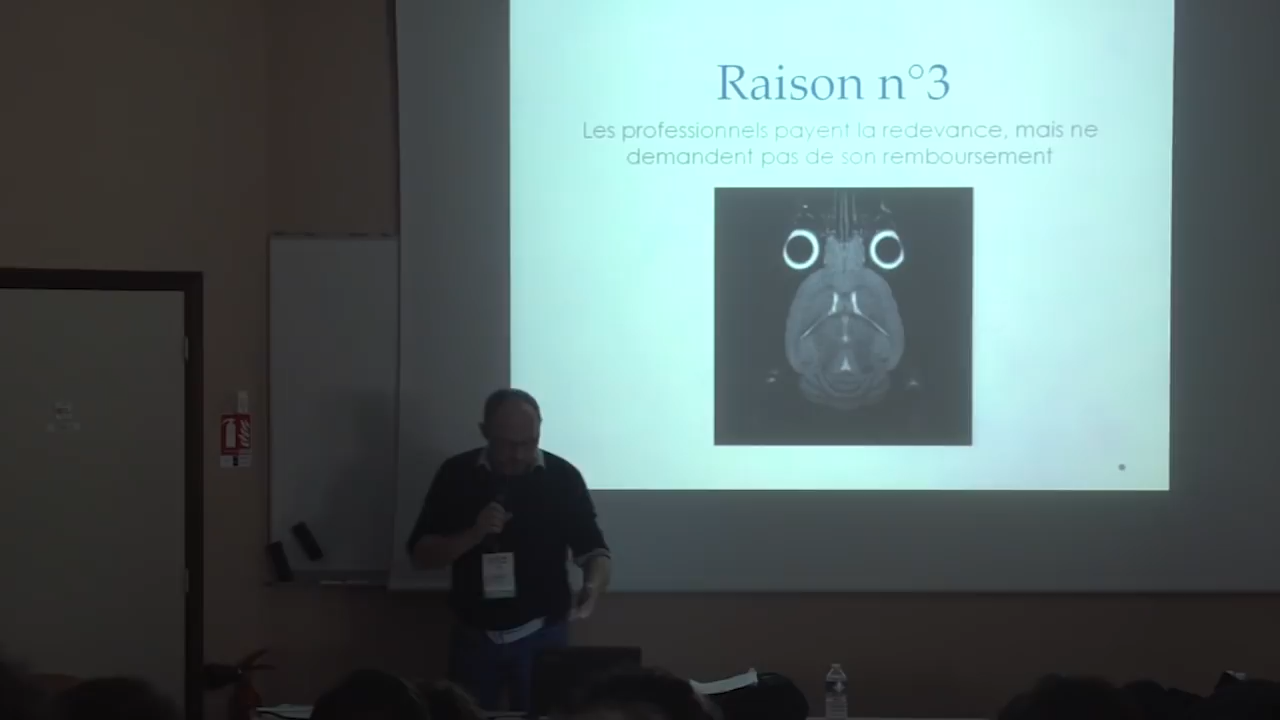 Raison n°3
Les professionnels payent la redevance, mais ne
demandent pas de son remboursement